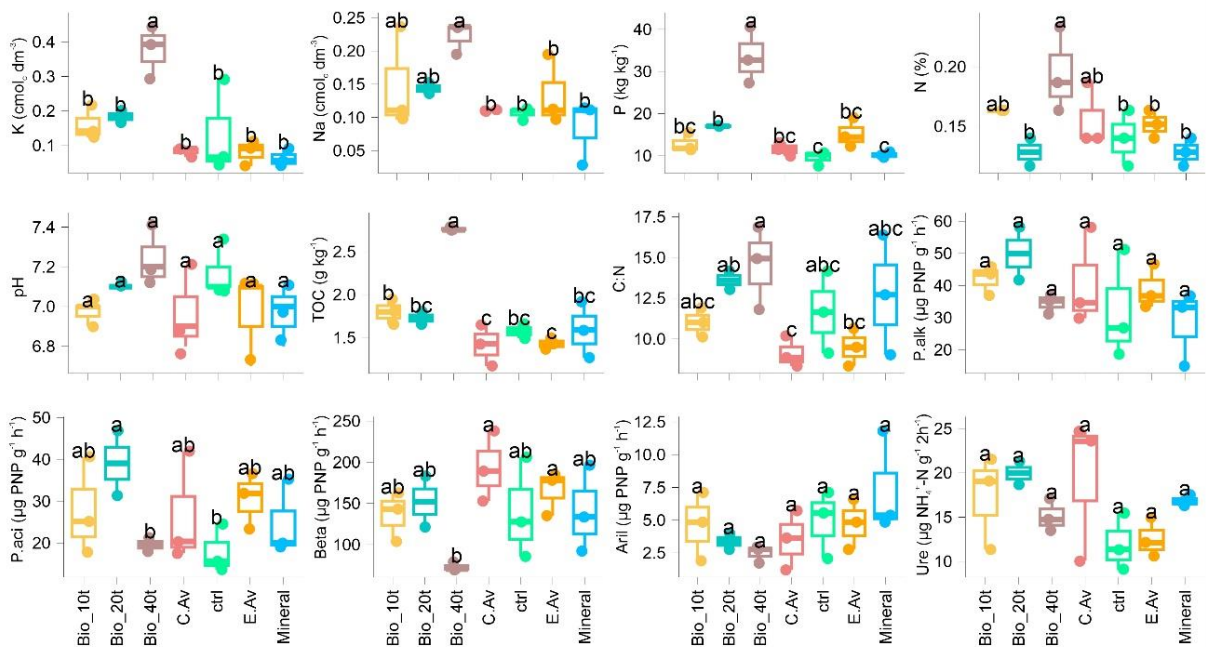 K (cmolc dm-3)
0.4
0.3
0.2
0.1
b
b
a
b
b
b
b
Na (cmolc dm-3)
0.25
0.20
0.15
0.10
0.05
ab
ab
a
b
b
b
b
P (kg kg-1)
40
30
20
10
bc
b
a
bc
c
bc
c
N (%)
0.20
0.15
ab
b
a
ab
b
b
b
pH
7.4
7.2
7.0
6.8
a
a
a
a
a
a
a
TOC (g kg-1)
2.5
2.0
1.5
b
bc
a
c
bc
c
bc
C:N
17.5
15.0
12.5
10.0
abc
ab
a
c
abc
bc
abc
P.alk (µg PNP g-1 h-1)
60
50
40
30
20
a
a
a
a
a
a
a
P.aci (µg PNP g-1 h-1)
50
40
30
20
ab
a
b
ab
b
ab
ab
Beta (µg PNP g-1 h-1)
250
200
150
100
ab
ab
b
a
ab
a
ab
Aril (µg PNP g-1 h-1)
12.5
10.0
7.5
5.0
2.5
a
a
a
a
a
a
a
Ure (µg NH4+-N g-1 2h-1)
25
20
15
10
a
a
a
a
a
a
a
Bio_10t
Bio_20t
Bio_40t
C.Av
ctrl
E.Av
Mineral
Bio_10t
Bio_20t
Bio_40t
C.Av
ctrl
E.Av
Mineral
Bio_10t
Bio_20t
Bio_40t
C.Av
ctrl
E.Av
Mineral
Bio_10t
Bio_20t
Bio_40t
C.Av
ctrl
E.Av
Mineral